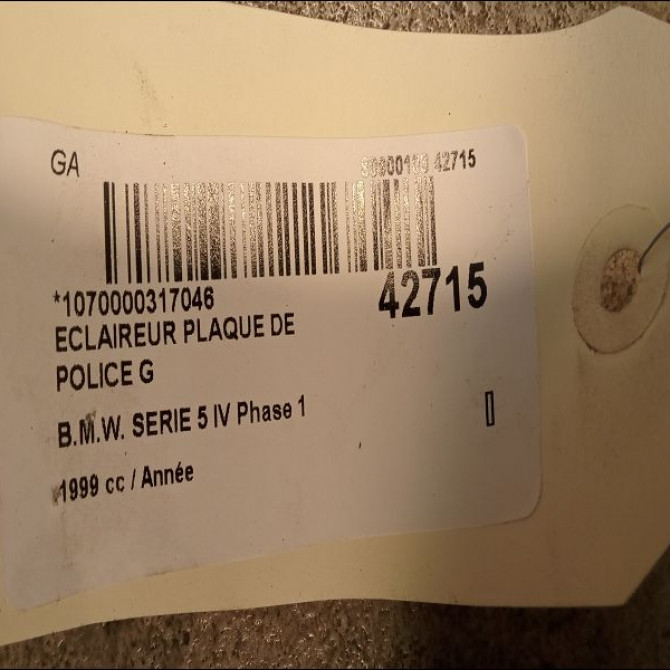 GA
42715
*1070000317046
42715
ECLAIREUR PLAQUE DE
POLICE G
B.M.W. SERIE 5 IV Phase 1
1999 cc / Année